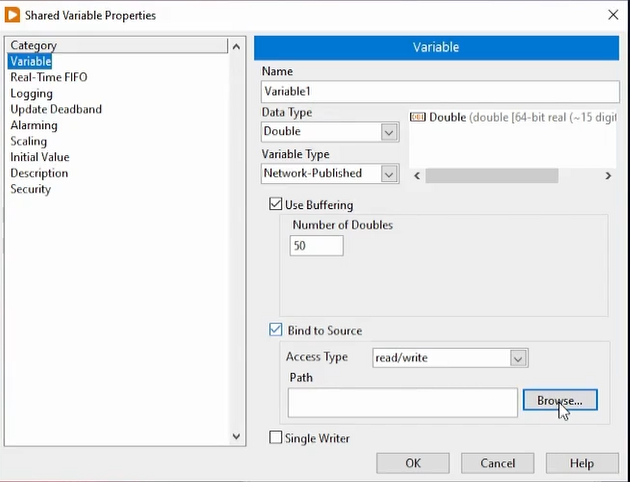 Shared Variable Properties
Category
Variable
Real-Time FIFO
Logging
Update Deadband
Alarming
Scaling
Initial Value
Description
Security
Variable
Name
Variable1
Data Type
Double
Double (double [64-bit real (~15 digit
Variable Type
Network-Published
Use Buffering
Number of Doubles
50
Bind to Source
Access Type
read/write
Path
Browse...
Single Writer
OK
Cancel
Help